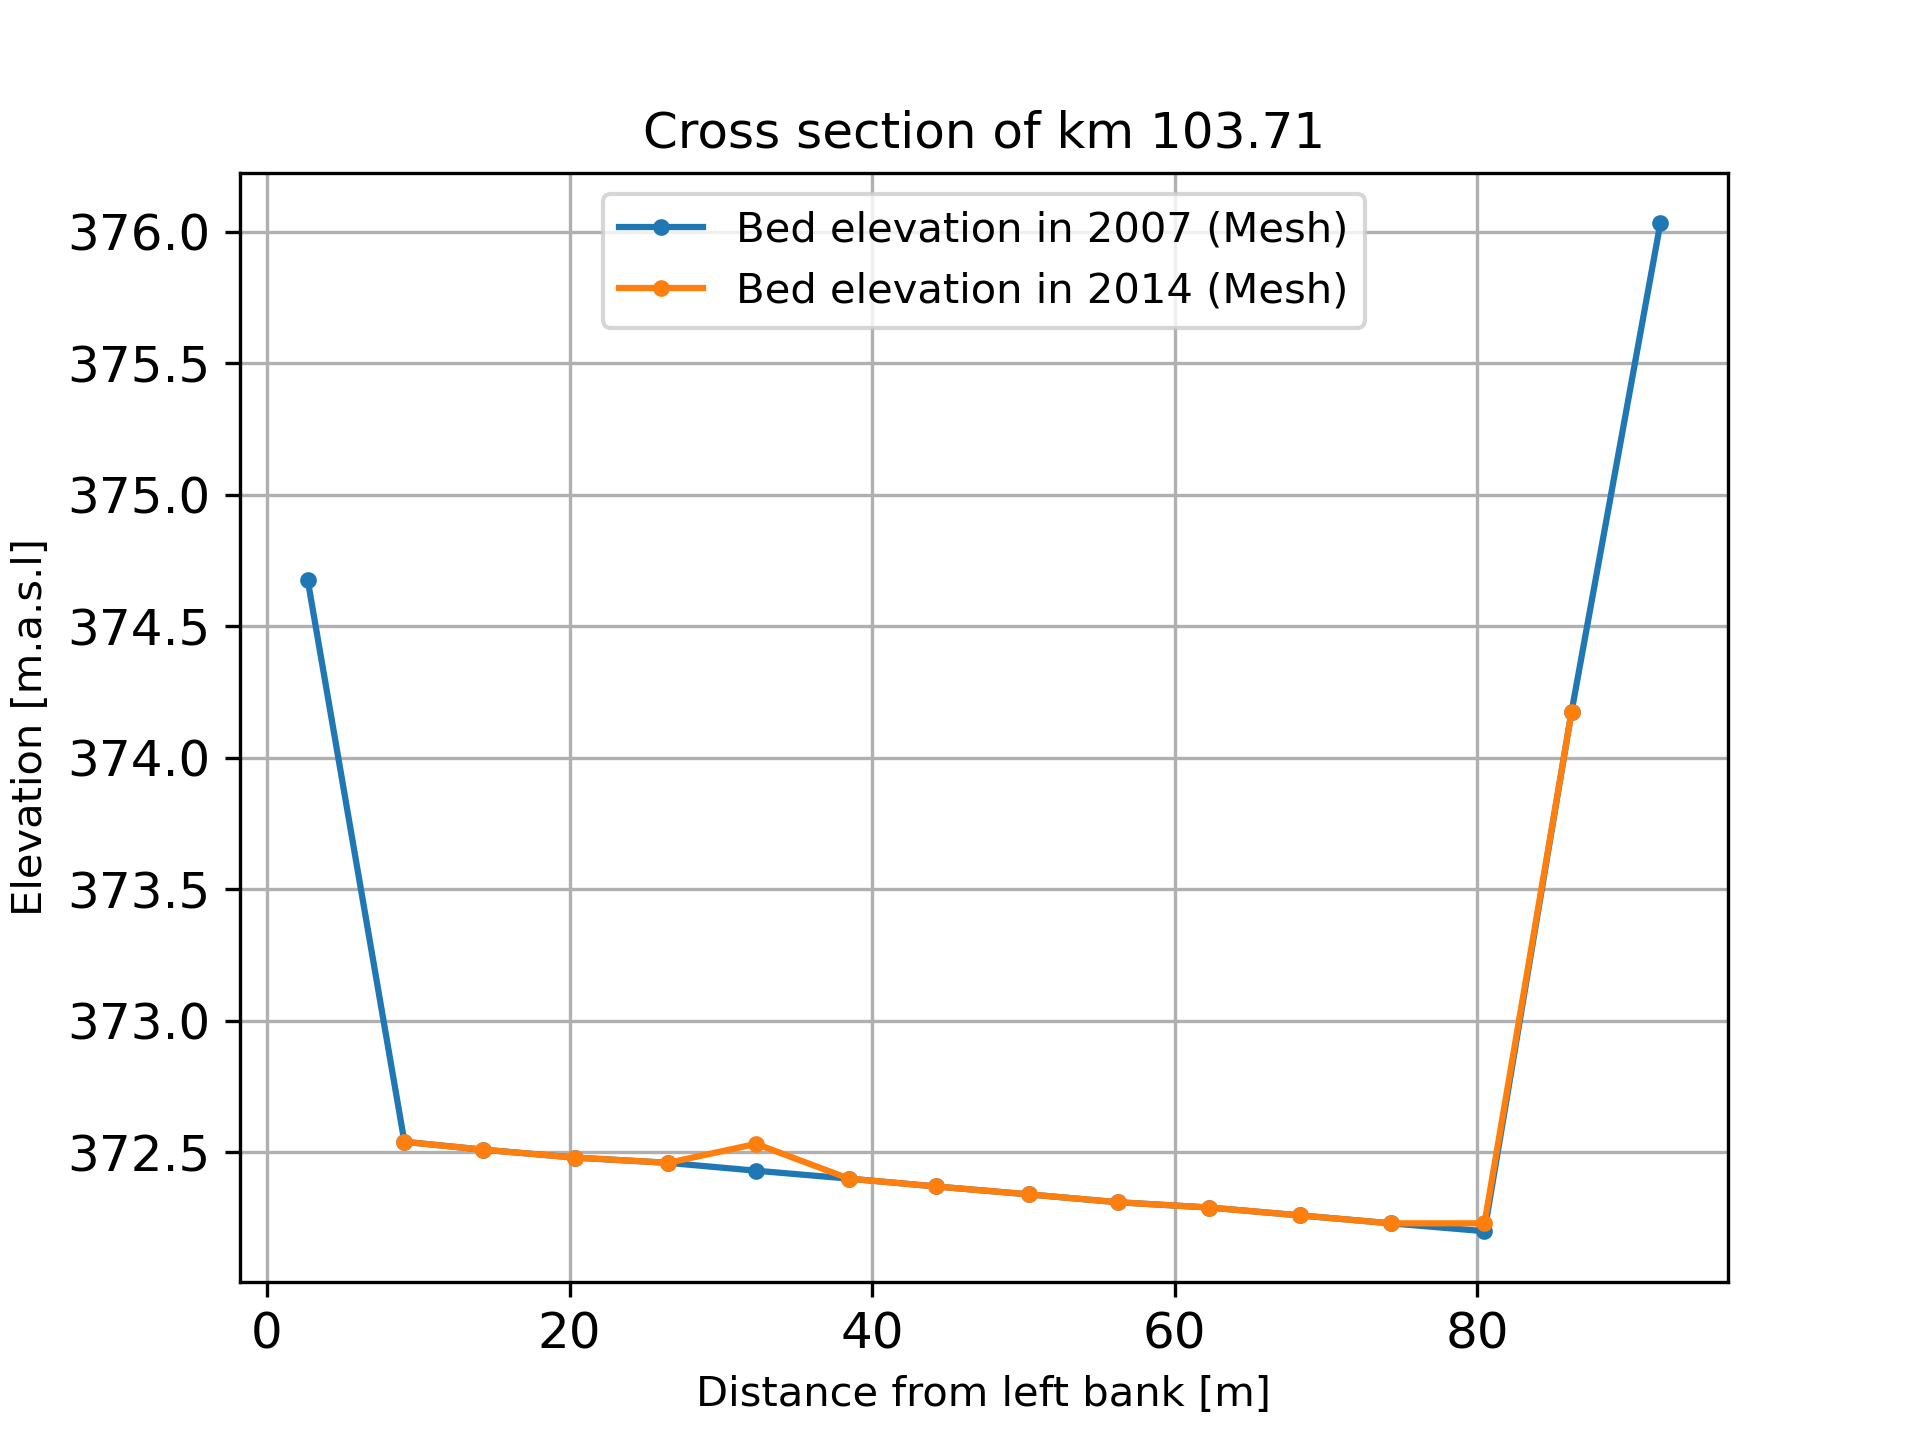 Cross section of km 103.71
Bed elevation in 2007 (Mesh)
Bed elevation in 2014 (Mesh)
Elevation [m.a.s.l]
376.0
375.5
375.0
374.5
374.0
373.5
373.0
372.5
0 20 40 60 80
Distance from left bank [m]